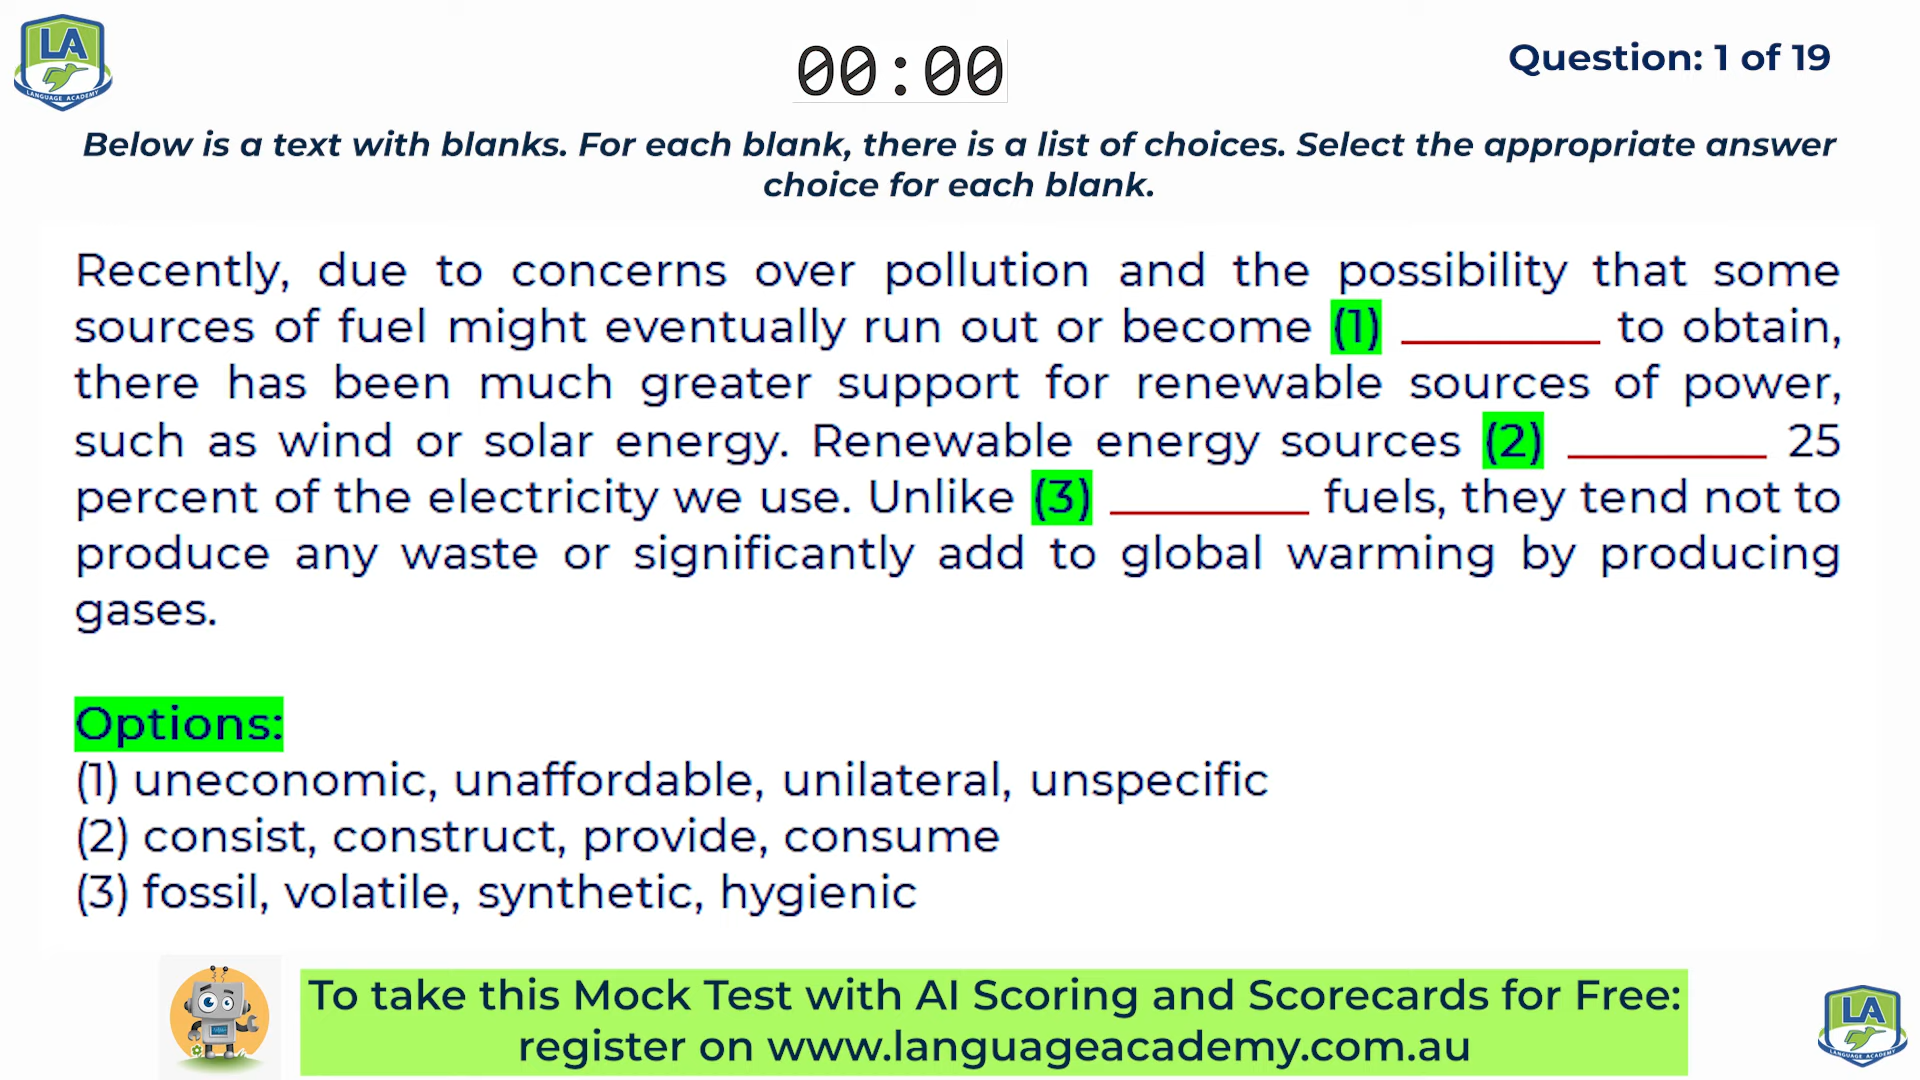 LA
LANGUAGE ACADEMY
00:00
Question: 1 of 19
Below is a text with blanks. For each blank, there is a list of choices. Select the appropriate answer
choice for each blank.
Recently, due to concerns over pollution and the possibility that some
sources of fuel might eventually run out or become (1) ________ to obtain,
there has been much greater support for renewable sources of power,
such as wind or solar energy. Renewable energy sources (2) ________ 25
percent of the electricity we use. Unlike (3) ________ fuels, they tend not to
produce any waste or significantly add to global warming by producing
gases.
Options:
(1) uneconomic, unaffordable, unilateral, unspecific
(2) consist, construct, provide, consume
(3) fossil, volatile, synthetic, hygienic
To take this Mock Test with AI Scoring and Scorecards for Free:
register on www.languageacademy.com.au
LA
LANGUAGE ACADEMY